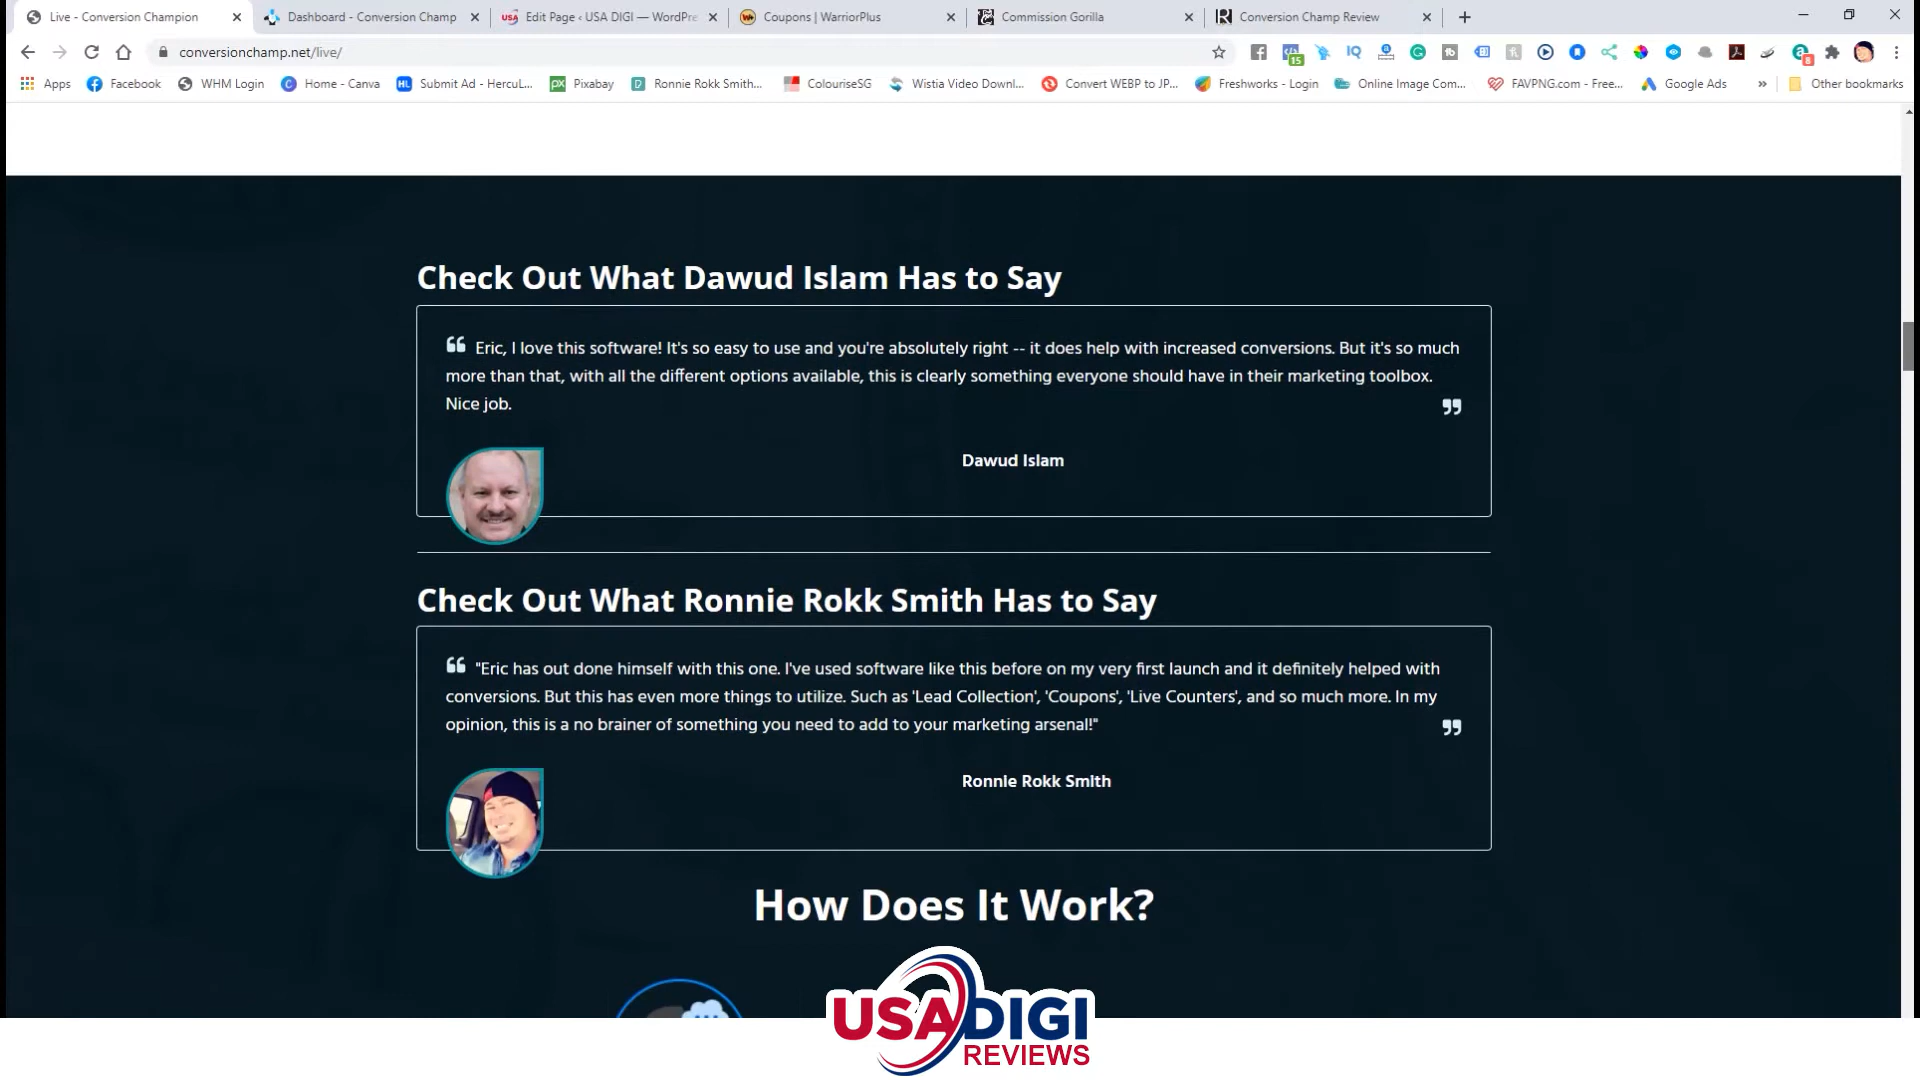 Live - Conversion Champion
Dashboard - Conversion Champ
Edit Page ‹ USA DIGI — WordPre
Coupons | WarriorPlus
Commission Gorilla
Conversion Champ Review
conversionchamp.net/live/
Apps
Facebook
WHM Login
Home - Canva
Submit Ad - HercuL...
Pixabay
Ronnie Rokk Smith...
ColouriseSG
Wistia Video Downl...
Convert WEBP to JP...
Freshworks - Login
Online Image Com...
FAVPNG.com - Free...
Google Ads
Other bookmarks
Check Out What Dawud Islam Has to Say
Eric, I love this software! It's so easy to use and you're absolutely right -- it does help with increased conversions. But it's so much
more than that, with all the different options available, this is clearly something everyone should have in their marketing toolbox.
Nice job.
Dawud Islam
Check Out What Ronnie Rokk Smith Has to Say
"Eric has out done himself with this one. I've used software like this before on my very first launch and it definitely helped with
conversions. But this has even more things to utilize. Such as 'Lead Collection', 'Coupons', 'Live Counters', and so much more. In my
opinion, this is a no brainer of something you need to add to your marketing arsenal!"
Ronnie Rokk Smith
How Does It Work?
USADIGI
REVIEWS